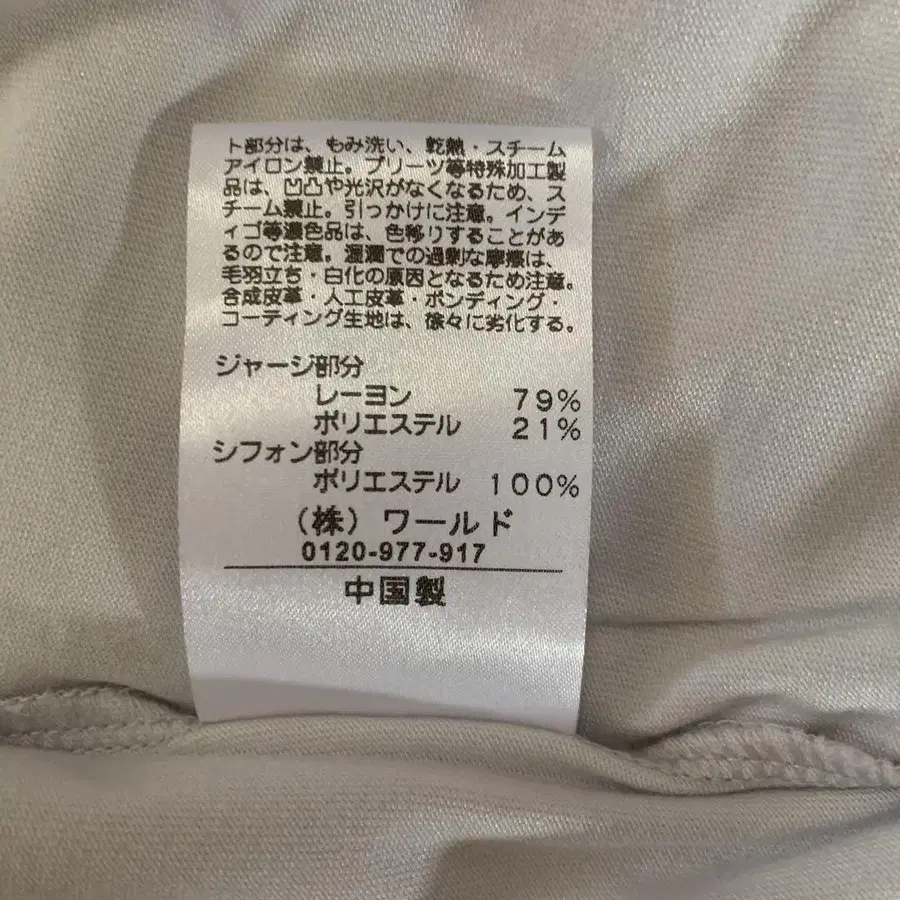 ト部分は、もみ洗い、乾熱・スチーム
アイロン禁止。プリーツ等特殊加工製
品は、凹凸や光沢がなくなるため、ス
チーム禁止。引っかけに注意。インデ
ィゴ等濃色品は、色移りすることがあ
るので注意。湿潤での過剰な摩擦は、
毛羽立ち・白化の原因となるため注意。
合成皮革・人工皮革・ボンディング・
コーティング生地は、徐々に劣化する。
ジャージ部分
レーヨン 79%
ポリエステル 21%
シフォン部分
ポリエステル 100%
(株) ワールド
0120-977-917
中国製